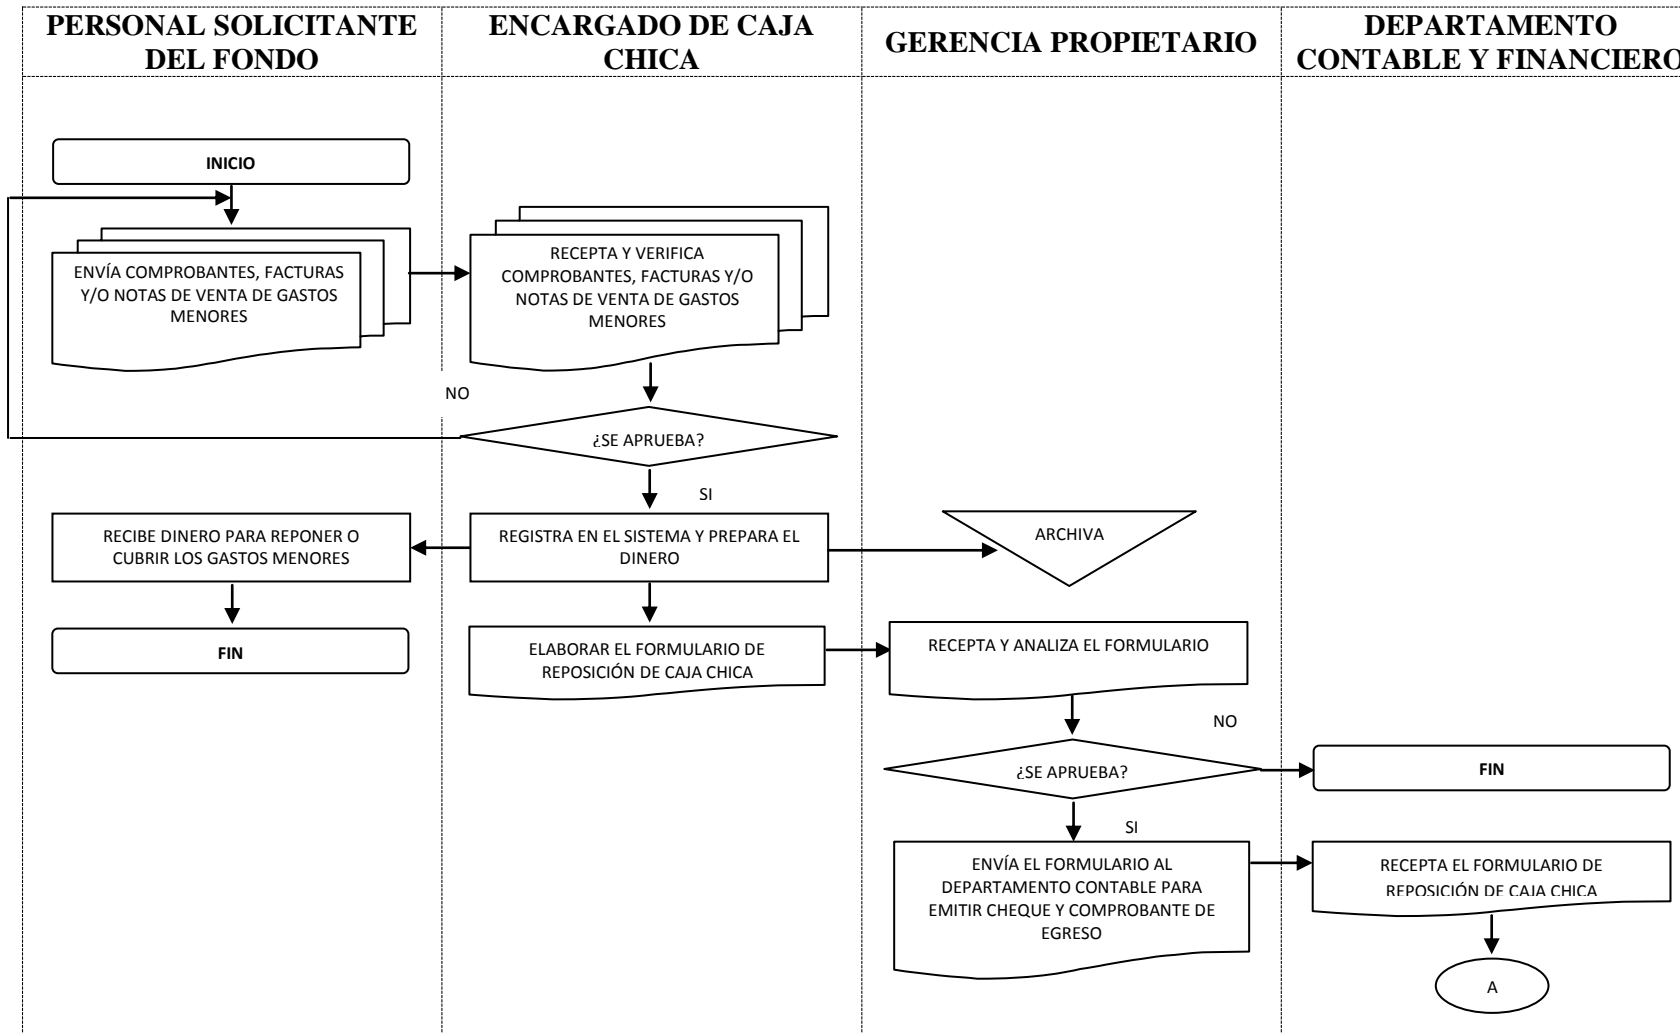 PERSONAL SOLICITANTE
DEL FONDO
ENCARGADO DE CAJA
CHICA
GERENCIA PROPIETARIO
DEPARTAMENTO
CONTABLE Y FINANCIERO
INICIO
ENVÍA COMPROBANTES, FACTURAS
Y/O NOTAS DE VENTA DE GASTOS
MENORES
RECEPTA Y VERIFICA
COMPROBANTES, FACTURAS Y/O
NOTAS DE VENTA DE GASTOS
MENORES
NO
¿SE APRUEBA?
SI
RECIBE DINERO PARA REPONER O
CUBRIR LOS GASTOS MENORES
REGISTRA EN EL SISTEMA Y PREPARA EL
DINERO
ARCHIVA
FIN
ELABORAR EL FORMULARIO DE
REPOSICIÓN DE CAJA CHICA
RECEPTA Y ANALIZA EL FORMULARIO
NO
¿SE APRUEBA?
FIN
SI
ENVÍA EL FORMULARIO AL
DEPARTAMENTO CONTABLE PARA
EMITIR CHEQUE Y COMPROBANTE DE
EGRESO
RECEPTA EL FORMULARIO DE
REPOSICIÓN DE CAJA CHICA
A